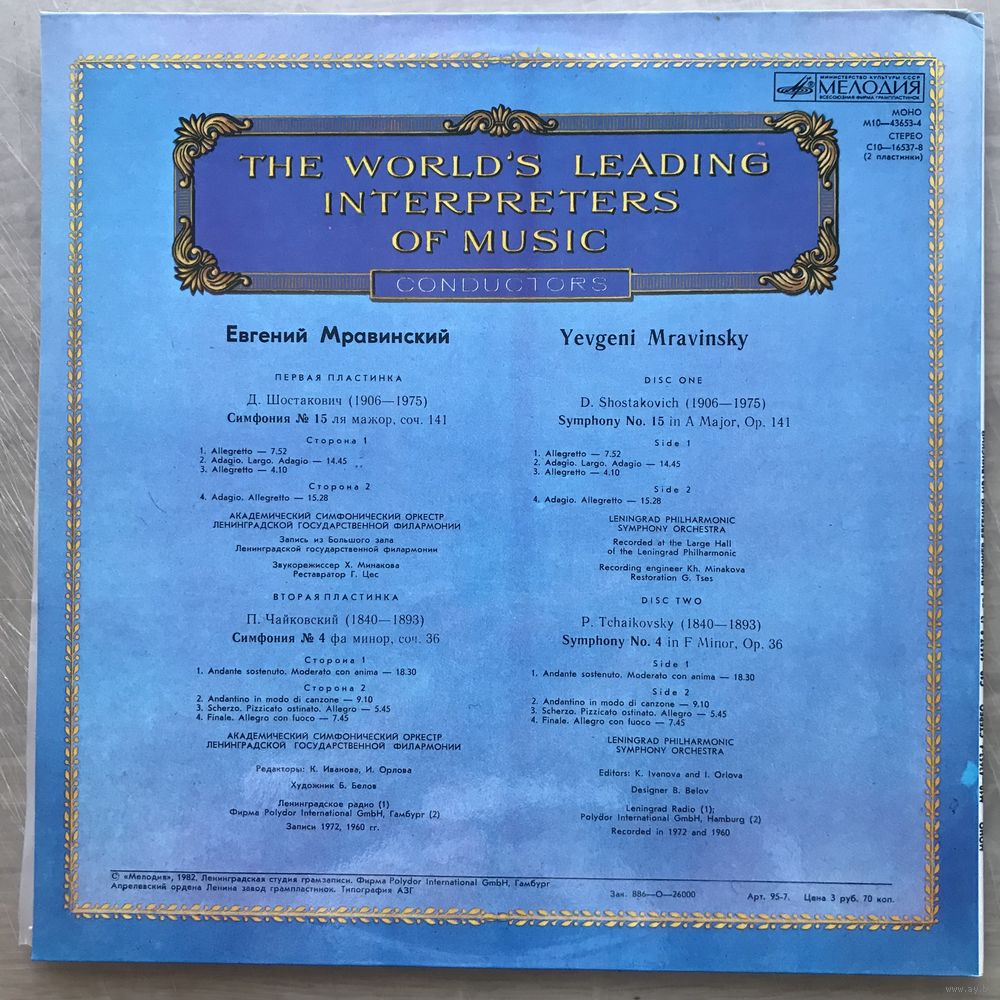 МИНИСТЕРСТВО КУЛЬТУРЫ СССР
МЕЛОДИЯ
ВСЕСОЮЗНАЯ ФИРМА ГРАМПЛАСТИНОК
МОНО
М10—43653-4
СТЕРЕО
С10—16537-8
(2 пластинки)
THE WORLD'S LEADING
INTERPRETERS
OF MUSIC
CONDUCTORS
Евгений Мравинский
ПЕРВАЯ ПЛАСТИНКА
Д. Шостакович (1906—1975)
Симфония № 15 ля мажор, соч. 141
Сторона 1
1. Allegretto — 7.52
2. Adagio. Largo. Adagio — 14.45
3. Allegretto — 4.10
Сторона 2
4. Adagio. Allegretto — 15.28
АКАДЕМИЧЕСКИЙ СИМФОНИЧЕСКИЙ ОРКЕСТР
ЛЕНИНГРАДСКОЙ ГОСУДАРСТВЕННОЙ ФИЛАРМОНИИ
Запись из Большого зала
Ленинградской государственной филармонии
Звукорежиссер Х. Минакова
Реставратор Г. Цес
ВТОРАЯ ПЛАСТИНКА
П. Чайковский (1840—1893)
Симфония № 4 фа минор, соч. 36
Сторона 1
1. Andante sostenuto. Moderato con anima — 18.30
Сторона 2
2. Andantino in modo di canzone — 9.10
3. Scherzo. Pizzicato ostinato. Allegro — 5.45
4. Finale. Allegro con fuoco — 7.45
АКАДЕМИЧЕСКИЙ СИМФОНИЧЕСКИЙ ОРКЕСТР
ЛЕНИНГРАДСКОЙ ГОСУДАРСТВЕННОЙ ФИЛАРМОНИИ
Редакторы: К. Иванова, И. Орлова
Художник Б. Белов
Ленинградское радио (1)
Фирма Polydor International GmbH, Гамбург (2)
Записи 1972, 1960 гг.
Yevgeni Mravinsky
DISC ONE
D. Shostakovich (1906—1975)
Symphony No. 15 in A Major, Op. 141
Side 1
1. Allegretto — 7.52
2. Adagio. Largo. Adagio — 14.45
3. Allegretto — 4.10
Side 2
4. Adagio. Allegretto — 15.28
LENINGRAD PHILHARMONIC
SYMPHONY ORCHESTRA
Recorded at the Large Hall
of the Leningrad Philharmonic
Recording engineer Kh. Minakova
Restoration G. Tses
DISC TWO
P. Tchaikovsky (1840—1893)
Symphony No. 4 in F Minor, Op. 36
Side 1
1. Andante sostenuto. Moderato con anima — 18.30
Side 2
2. Andantino in modo di canzone — 9.10
3. Scherzo. Pizzicato ostinato. Allegro — 5.45
4. Finale. Allegro con fuoco — 7.45
LENINGRAD PHILHARMONIC
SYMPHONY ORCHESTRA
Editors: K. Ivanova and I. Orlova
Designer B. Belov
Leningrad Radio (1);
Polydor International GmbH, Hamburg (2)
Recorded in 1972 and 1960
© «Мелодия», 1982. Ленинградская студия грамзаписи. Фирма Polydor International GmbH, Гамбург
Апрелевский ордена Ленина завод грампластинок. Типография АЗГ
Зак. 886—О—26000
Арт. 95-7. Цена 3 руб. 70 коп.